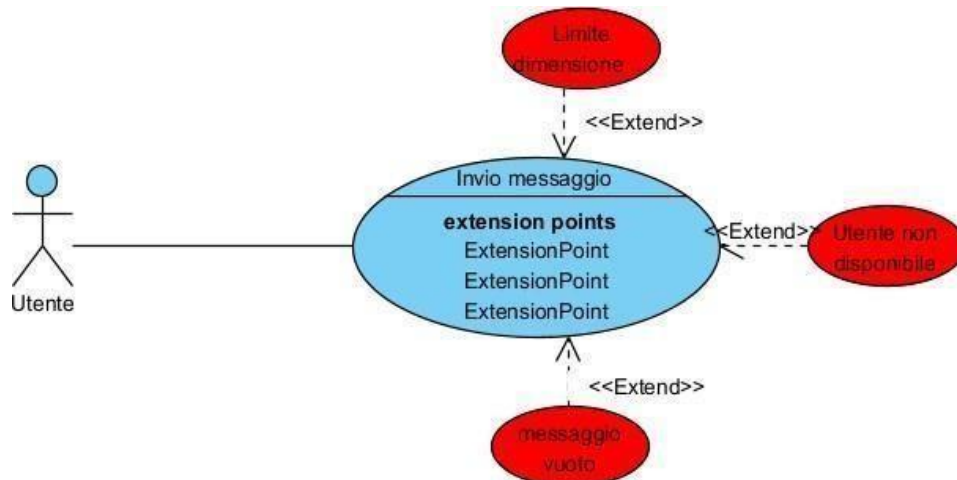 Limite
dimensione
<<Extend>>
Invio messaggio
extension points
ExtensionPoint
ExtensionPoint
ExtensionPoint
<<Extend>>
Utente non
disponibile
Utente
<<Extend>>
messaggio
vuoto